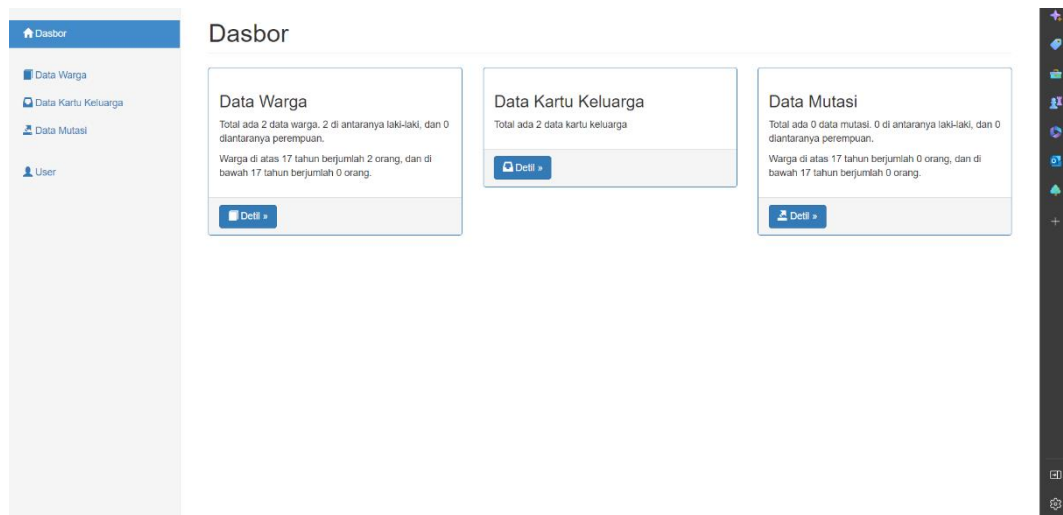 Dasbor
Data Warga
Data Kartu Keluarga
Data Mutasi
User
Dasbor
Data Warga
Total ada 2 data warga. 2 di antaranya laki-laki, dan 0
diantaranya perempuan.
Warga di atas 17 tahun berjumlah 2 orang, dan di
bawah 17 tahun berjumlah 0 orang.
Detil »
Data Kartu Keluarga
Total ada 2 data kartu keluarga
Detil »
Data Mutasi
Total ada 0 data mutasi. 0 di antaranya laki-laki, dan 0
diantaranya perempuan.
Warga di atas 17 tahun berjumlah 0 orang, dan di
bawah 17 tahun berjumlah 0 orang.
Detil »